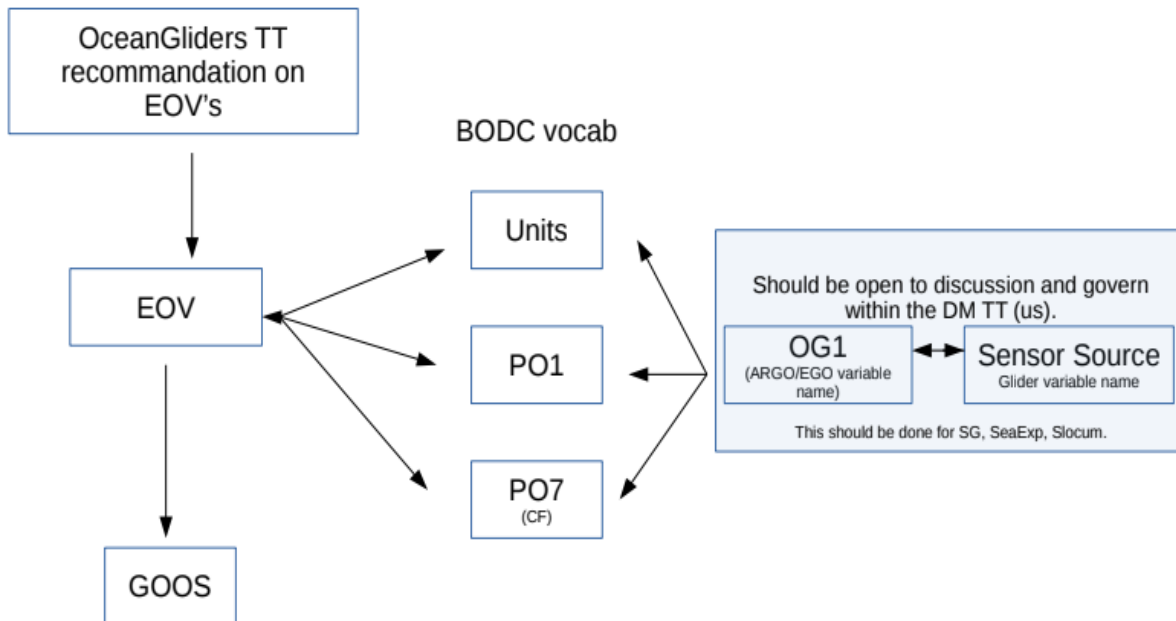 OceanGliders TT
recommandation on
EOV's
BODC vocab
Units
EOV
PO1
PO7
(CF)
GOOS
Should be open to discussion and govern
within the DM TT (us).
OG1
(ARGO/EGO variable
name)
Sensor Source
Glider variable name
This should be done for SG, SeaExp, Slocum.